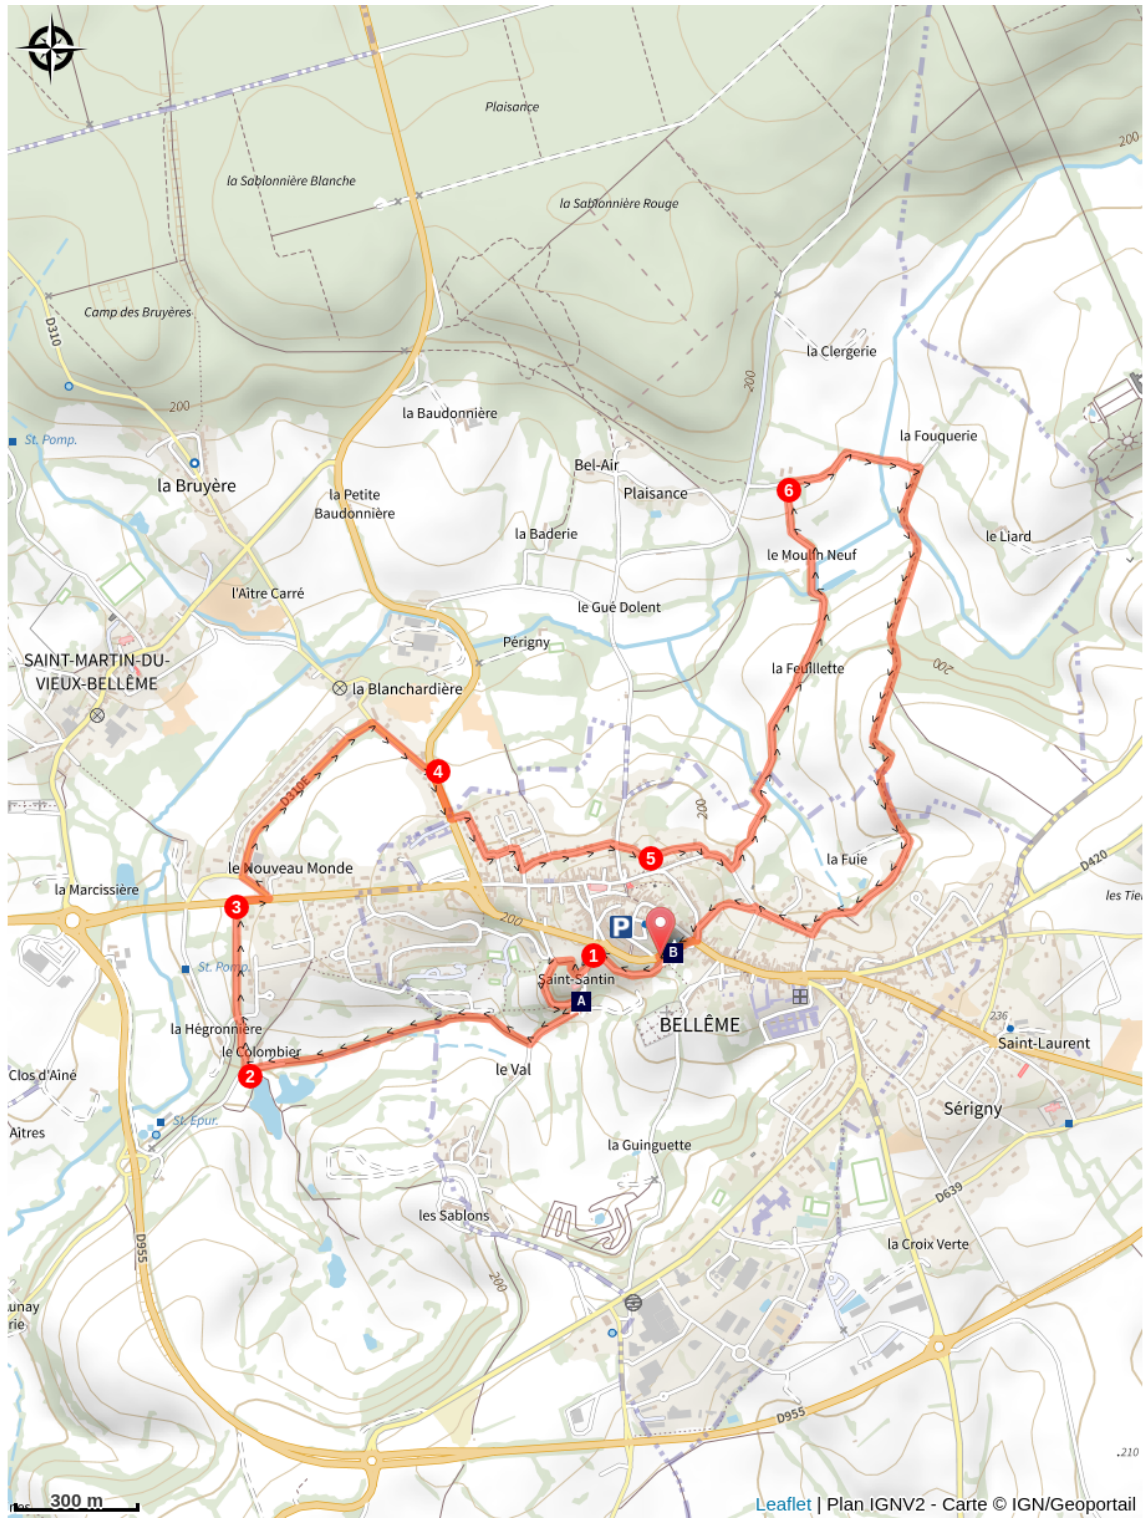 Plaisance
200
la Sablonnière Blanche
la Sablonnière Rouge
Camp des Bruyères
D310
la Clergerie
200
200
la Baudonnière
St. Pomp.
la Fouquerie
Bel-Air
la Bruyère
Plaisance
6
la Petite
Baudonnière
la Baderie
le Liard
le Moulin Neuf
l'Aître Carré
le Gué Dolent
Périgny
SAINT-MARTIN-DU-
VIEUX-BELLÊME
200
la Feuillette
la Blanchardière
4
D310E
200
5
la Fuie
D420
le Nouveau Monde
la Marcissière
les Tie
3
200
P
1
B
St. Pomp.
Saint-Santin
A
236
la Hégronnière
BELLÊME
Saint-Laurent
le Colombier
2
le Val
Clos d'Aîné
Sérigny
St. Epur.
Aîtres
la Guinguette
D639
les Sablons
la Croix Verte
D955
200
unay
rie
D955
.210
300 m
Leaflet | Plan IGNV2 - Carte © IGN/Geoportail